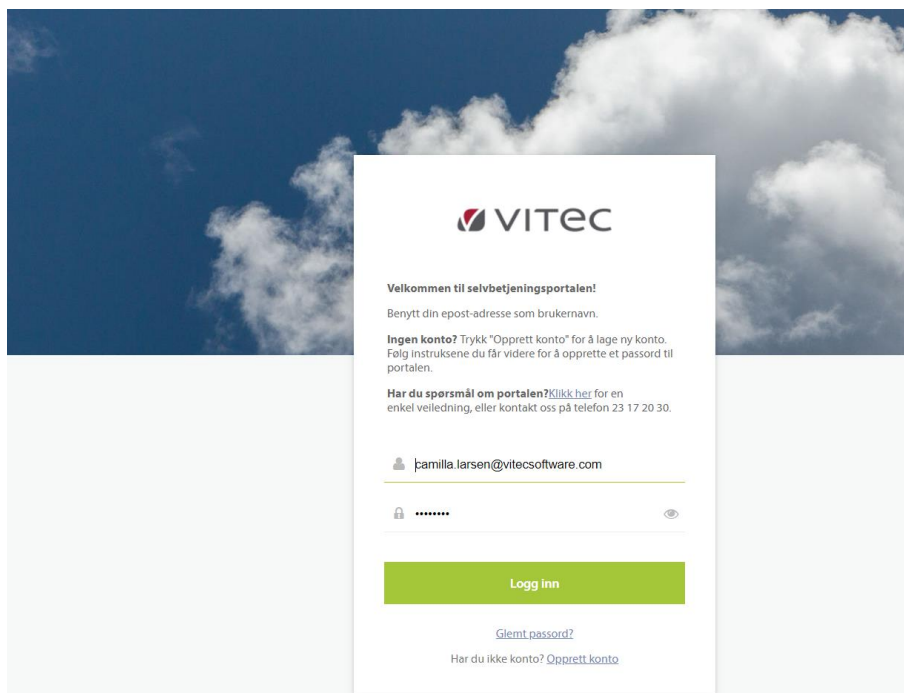 VITEC
Velkommen til selvbetjeningsportalen!
Benytt din epost-adresse som brukernavn.
Ingen konto? Trykk "Opprett konto" for å lage ny konto.
Følg instruksene du får videre for å opprette et passord til
portalen.
Har du spørsmål om portalen?Klikk her for en
enkel veiledning, eller kontakt oss på telefon 23 17 20 30.
camilla.larsen@vitecsoftware.com
••••••••
Logg inn
Glemt passord?
Har du ikke konto? Opprett konto